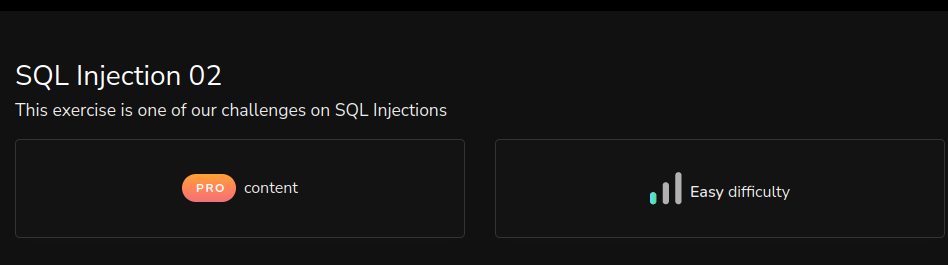 SQL Injection 02
This exercise is one of our challenges on SQL Injections
PRO content
Easy difficulty